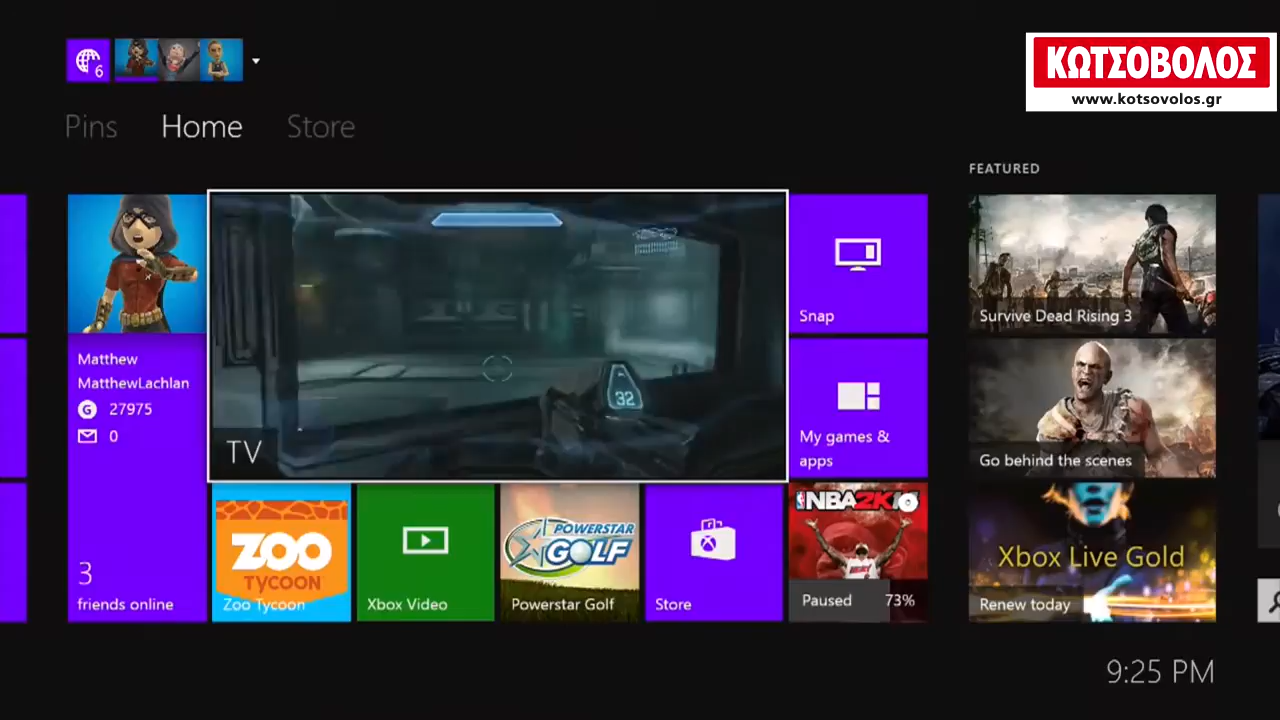 6
ΚΩΤΣΟΒΟΛΟΣ
www.kotsovolos.gr
Pins
Home
Store
FEATURED
Matthew
MatthewLachlan
G 27975
0
3
friends online
32
TV
Snap
My games &
apps
Survive Dead Rising 3
Go behind the scenes
ZOO
TYCOON
Zoo Tycoon
Xbox Video
POWERSTAR
GOLF
Powerstar Golf
Store
NBA2K
Paused 73%
Xbox Live Gold
Renew today
9:25 PM